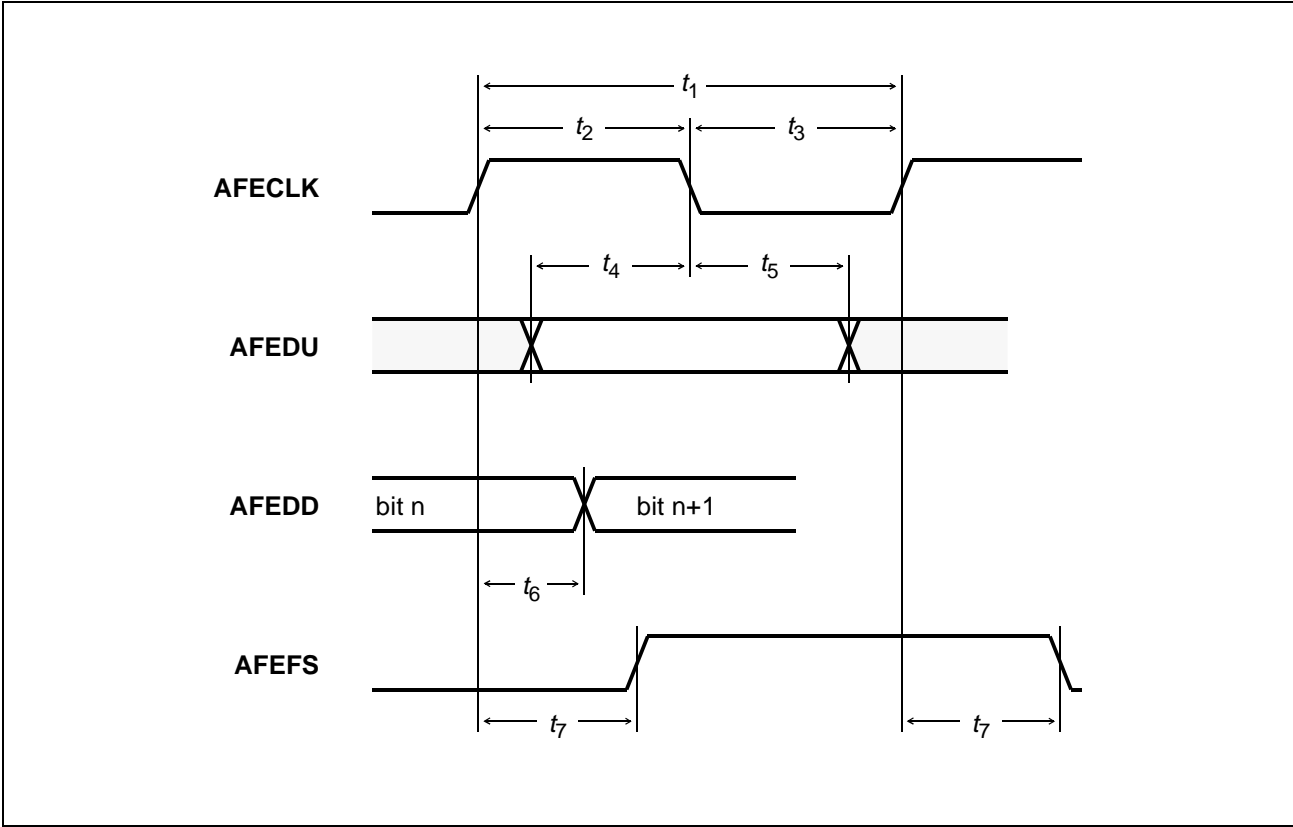 t1
t2
t3
AFECLK
t4
t5
AFEDU
AFEDD
bit n
bit n+1
t6
AFEFS
t7
t7